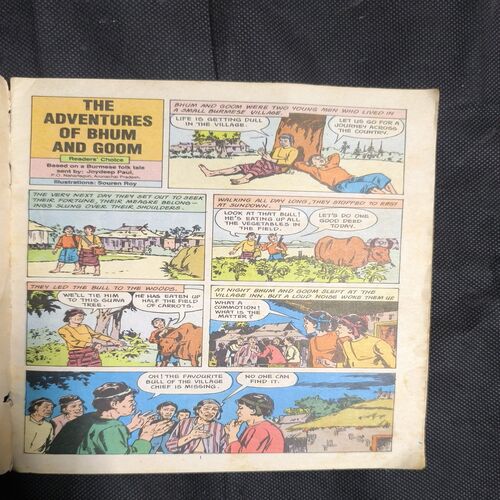 THE
ADVENTURES
OF BHUM
AND GOOM
Readers' Choice
Based on a Burmese folk tale
sent by: Joydeep Paul,
P.O. Naharlagun, Arunachal Pradesh.
Illustrations: Souren Roy
BHUM AND GOOM WERE TWO YOUNG MEN WHO LIVED IN
A SMALL BURMESE VILLAGE.
LIFE IS GETTING DULL
IN THE VILLAGE.
LET US GO FOR A
JOURNEY ACROSS
THE COUNTRY.
THE VERY NEXT DAY THEY SET OUT TO SEEK
THEIR FORTUNE, THEIR MEAGRE BELONG-
INGS SLUNG OVER THEIR SHOULDERS.
WALKING ALL DAY LONG, THEY STOPPED TO REST
AT SUNDOWN.
LOOK AT THAT BULL!
HE'S EATING UP ALL
THE VEGETABLES IN
THE FIELD.
LET'S DO ONE
GOOD DEED
TODAY.
THEY LED THE BULL TO THE WOODS.
WE'LL TIE HIM
TO THIS GUAVA
TREE.
HE HAS EATEN UP
HALF THE FIELD
OF CARROTS.
AT NIGHT BHUM AND GOOM SLEPT AT THE
VILLAGE INN. BUT A LOUD NOISE WOKE THEM UP
WHAT A
COMMOTION!
WHAT IS THE
MATTER?
OH! THE FAVOURITE
BULL OF THE VILLAGE
CHIEF IS MISSING.
NO ONE CAN
FIND IT.
1